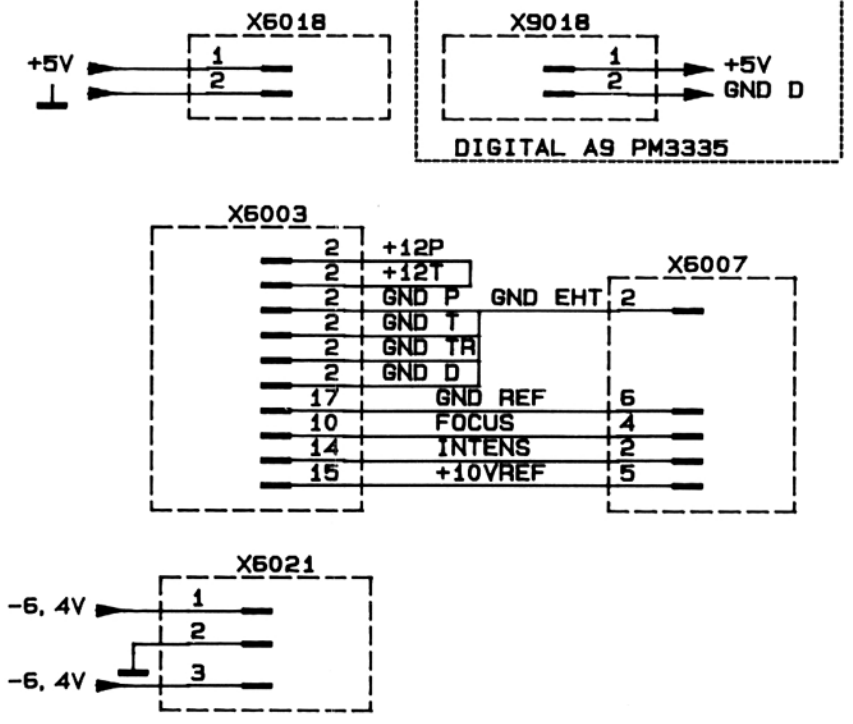 X6018 X9018
+5V 1 1 +5V
2 2 GND D
DIGITAL A9 PM3335
X6003
2 +12P X6007
2 +12T
2 GND P GND EHT 2
2 GND T
2 GND TR
2 GND D
17 GND REF 6
10 FOCUS 4
14 INTENS 2
15 +10VREF 5
X6021
-6, 4V 1
2
-6, 4V 3